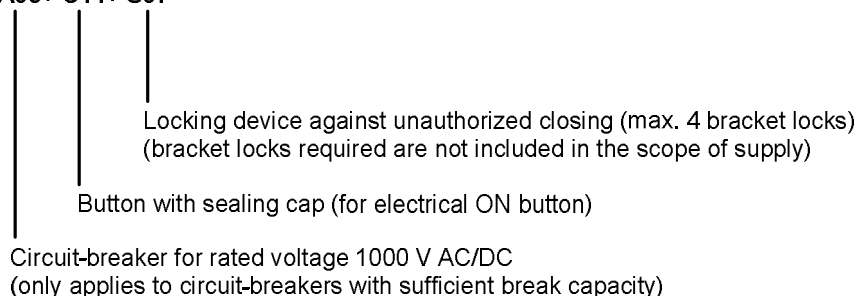 Locking device against unauthorized closing (max. 4 bracket locks)
(bracket locks required are not included in the scope of supply)
Button with sealing cap (for electrical ON button)
Circuit-breaker for rated voltage 1000 V AC/DC
(only applies to circuit-breakers with sufficient break capacity)